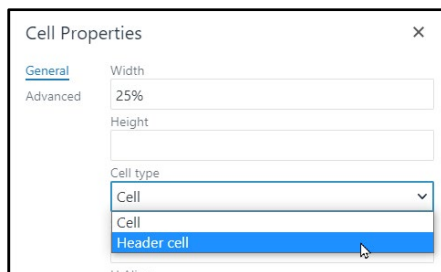 Cell Properties
General
Width
Advanced
25%
Height
Cell type
Cell
Cell
Header cell